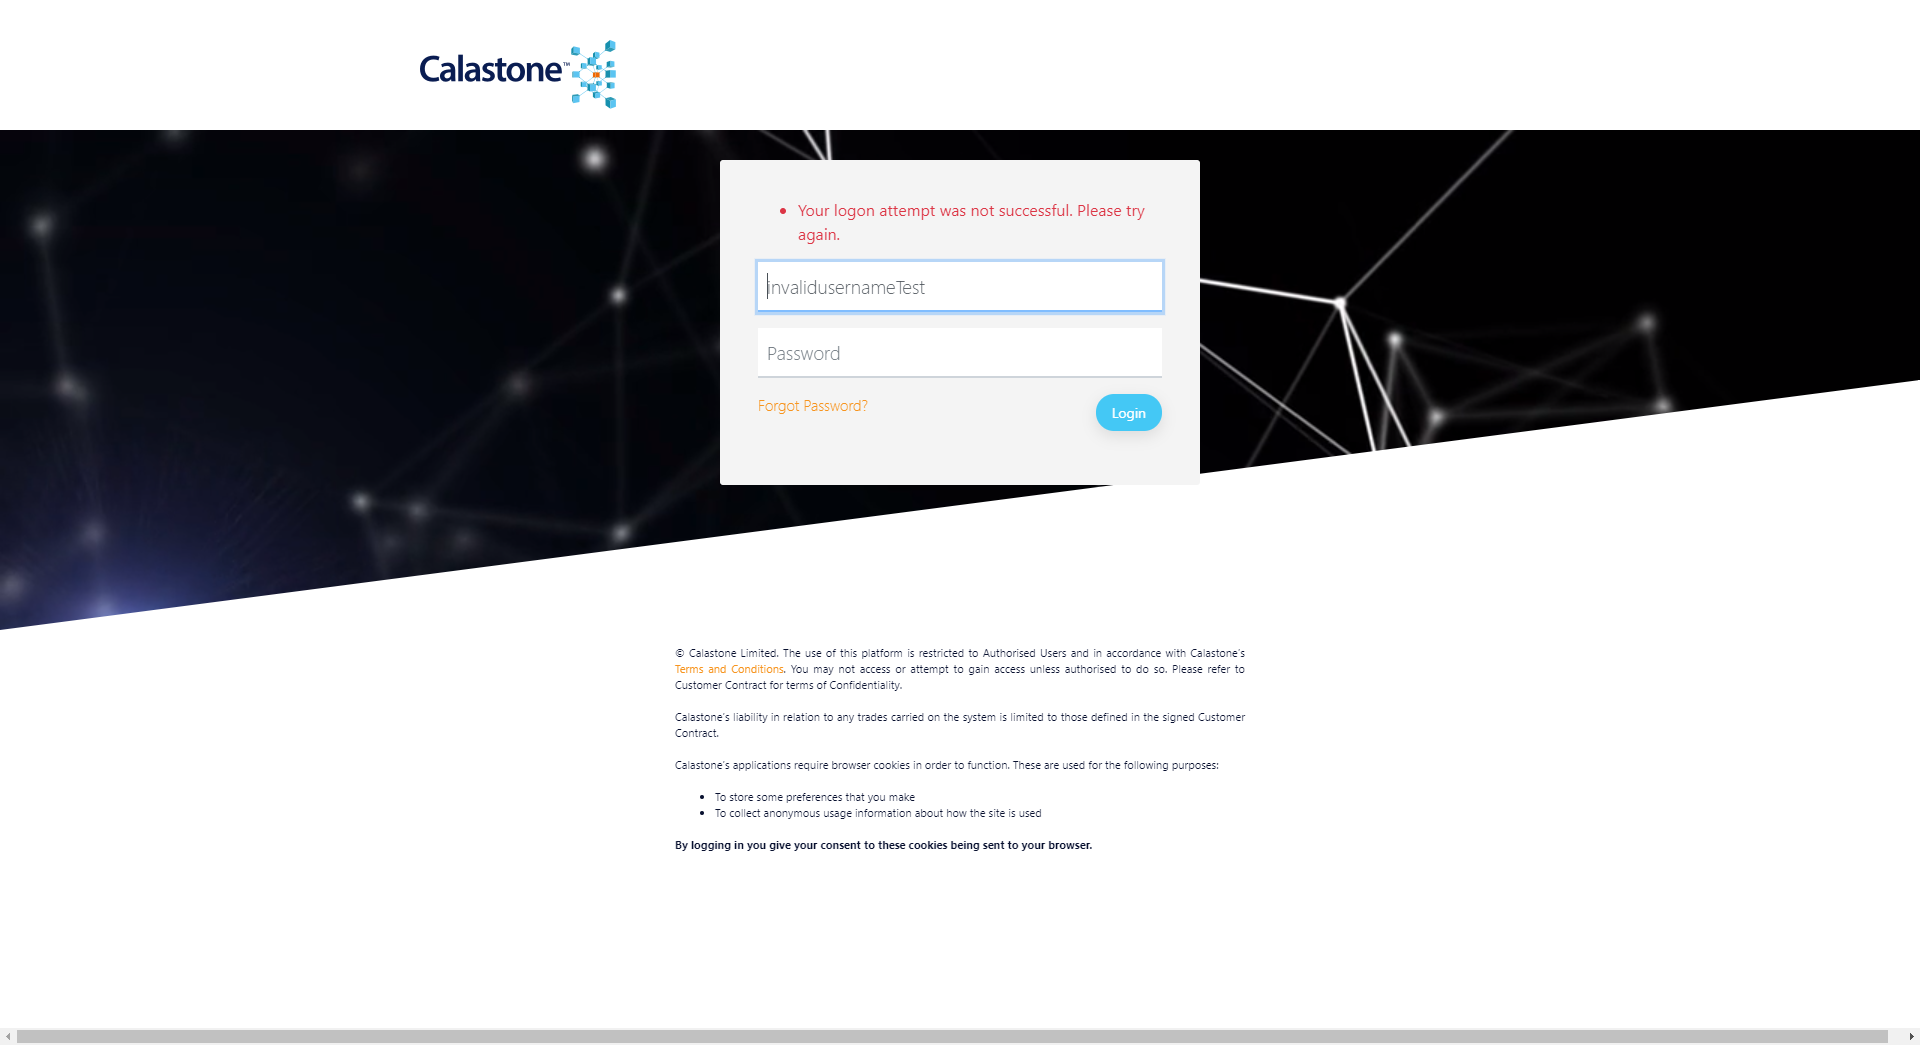 Calastone™
Your logon attempt was not successful. Please try
again.
invalidusernameTest
Password
Forgot Password?
Login
© Calastone Limited. The use of this platform is restricted to Authorised Users and in accordance with Calastone's
Terms and Conditions. You may not access or attempt to gain access unless authorised to do so. Please refer to
Customer Contract for terms of Confidentiality.
Calastone's liability in relation to any trades carried on the system is limited to those defined in the signed Customer
Contract.
Calastone's applications require browser cookies in order to function. These are used for the following purposes:
• To store some preferences that you make
• To collect anonymous usage information about how the site is used
By logging in you give your consent to these cookies being sent to your browser.